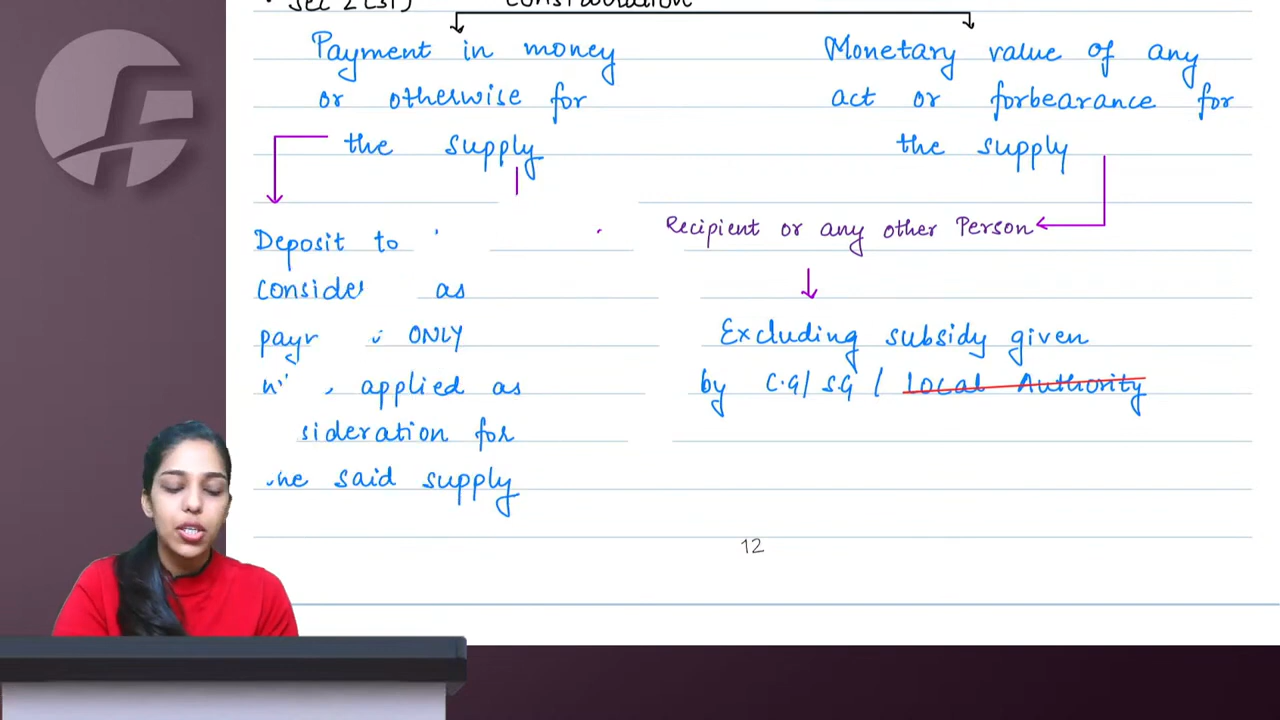 Payment in money
or otherwise for
the supply
Monetary value of any
act or forbearance for
the supply
Recipient or any other Person
Deposit to
as
ONLY
applied as
for
said supply
Excluding subsidy given
by C.G/ S.G / Local Authority
12